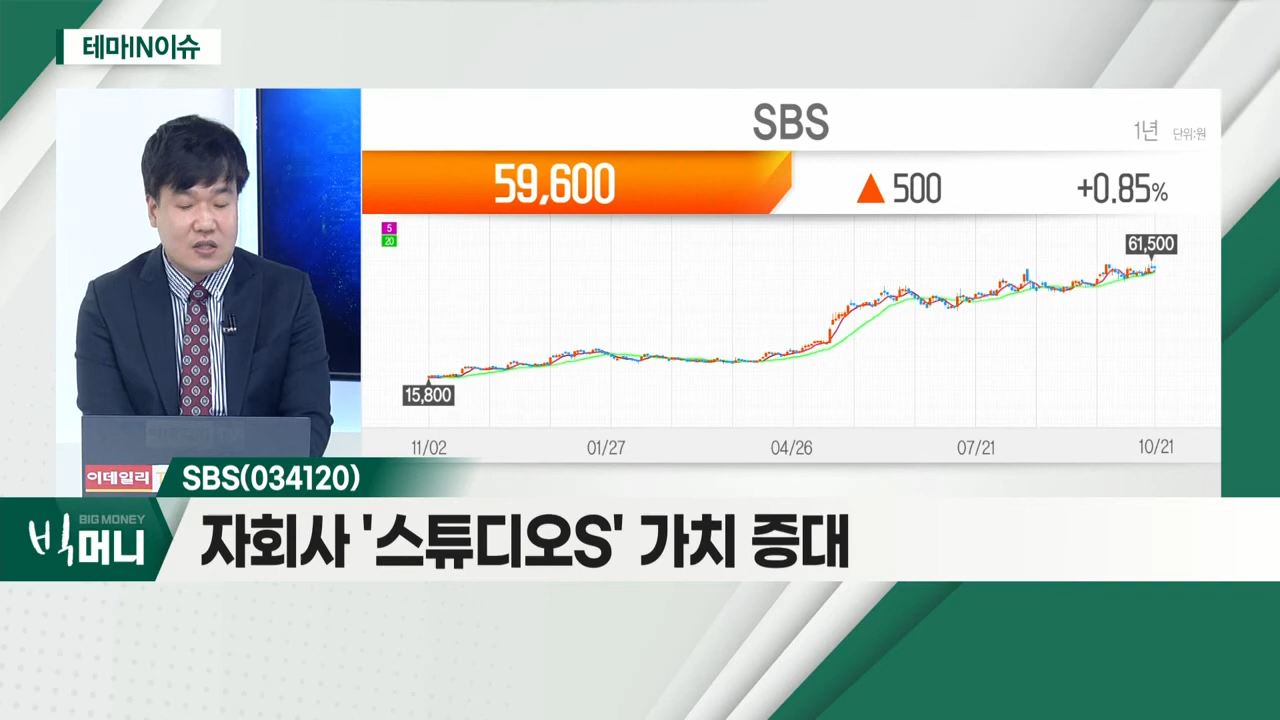 테마IN이슈
SBS
1년 단위:원
59,600 ▲ 500 +0.85%
5
20
61,500
15,800
11/02 01/27 04/26 07/21 10/21
이데일리
SBS(034120)
BIG MONEY
빅머니
자회사 '스튜디오S' 가치 증대